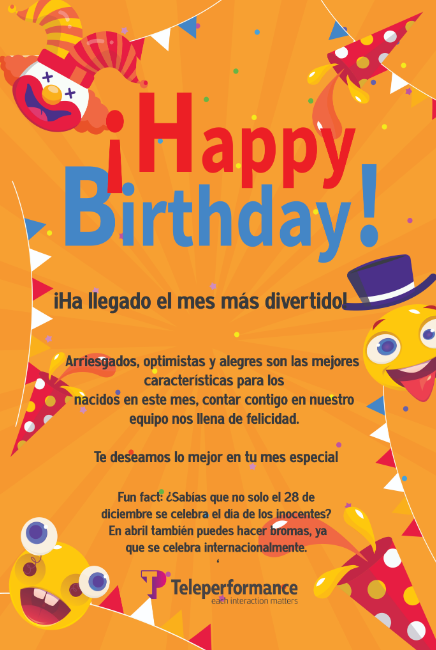 ¡Happy
Birthday!
¡Ha llegado el mes más divertido!
Arriesgados, optimistas y alegres son las mejores
características para los
nacidos en este mes, contar contigo en nuestro
equipo nos llena de felicidad.
Te deseamos lo mejor en tu mes especial
Fun fact: ¿Sabías que no solo el 28 de
diciembre se celebra el día de los inocentes?
En abril también puedes hacer bromas, ya
que se celebra internacionalmente.
Teleperformance
each interaction matters